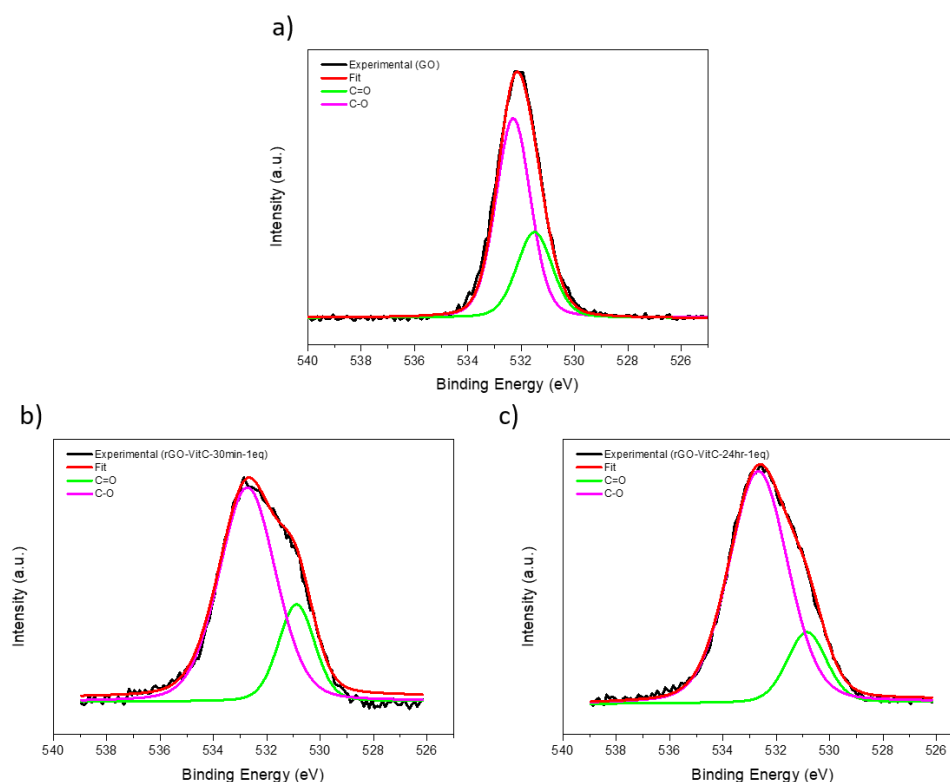 a)
Experimental (GO)
Fit
C=O
C-O
Intensity (a.u.)
540 538 536 534 532 530 528 526
Binding Energy (eV)
b)
Experimental (rGO-VitC-30min-1eq)
Fit
C=O
C-O
Intensity (a.u.)
540 538 536 534 532 530 528 526
Binding Energy (eV)
c)
Experimental (rGO-VitC-24hr-1eq)
Fit
C=O
C-O
Intensity (a.u.)
540 538 536 534 532 530 528 526
Binding Energy (eV)